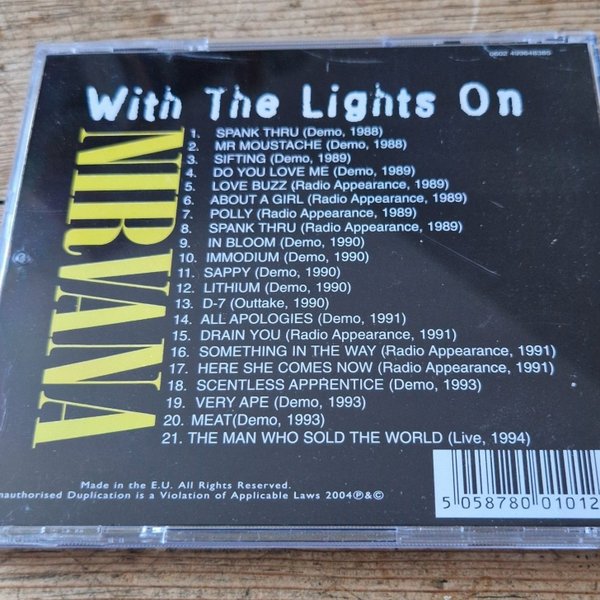 0602 499648385
With The Lights On
NIRVANA
1. SPANK THRU (Demo, 1988)
2. MR MOUSTACHE (Demo, 1988)
3. SIFTING (Demo, 1989)
4. DO YOU LOVE ME (Demo, 1989)
5. LOVE BUZZ (Radio Appearance, 1989)
6. ABOUT A GIRL (Radio Appearance, 1989)
7. POLLY (Radio Appearance, 1989)
8. SPANK THRU (Radio Appearance, 1989)
9. IN BLOOM (Demo, 1990)
10. IMMODIUM (Demo, 1990)
11. SAPPY (Demo, 1990)
12. LITHIUM (Demo, 1990)
13. D-7 (Outtake, 1990)
14. ALL APOLOGIES (Demo, 1991)
15. DRAIN YOU (Radio Appearance, 1991)
16. SOMETHING IN THE WAY (Radio Appearance, 1991)
17. HERE SHE COMES NOW (Radio Appearance, 1991)
18. SCENTLESS APPRENTICE (Demo, 1993)
19. VERY APE (Demo, 1993)
20. MEAT(Demo, 1993)
21. THE MAN WHO SOLD THE WORLD (Live, 1994)
Made in the E.U. All Rights Reserved.
nauthorised Duplication is a Violation of Applicable Laws 2004℗&©
5 058780 01012